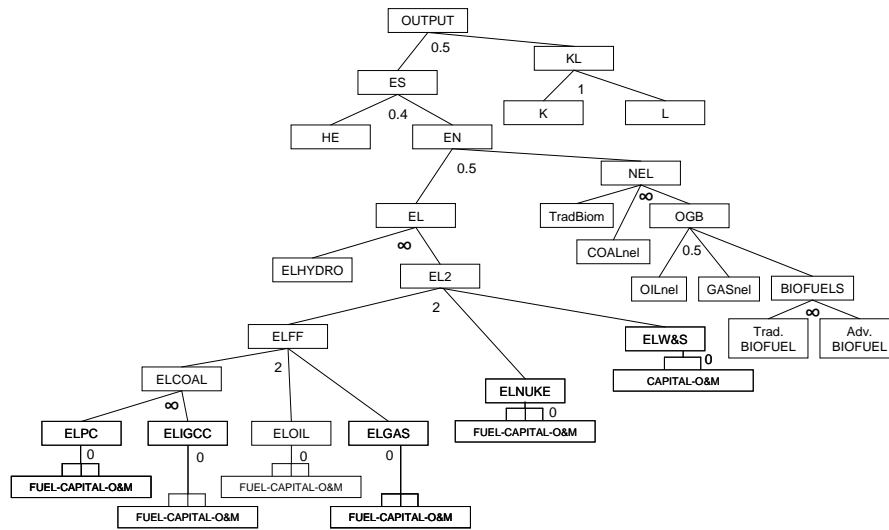 OUTPUT
0.5
KL
ES
1
K
L
0.4
HE
EN
0.5
NEL
∞
EL
TradBiom
OGB
∞
COALnel
0.5
ELHYDRO
EL2
OILnel
GASnel
BIOFUELS
∞
2
ELFF
ELW&S
Trad.
BIOFUEL
Adv.
BIOFUEL
2
0
ELCOAL
CAPITAL-O&M
∞
ELNUKE
0
ELPC
ELIGCC
ELOIL
ELGAS
FUEL-CAPITAL-O&M
0
0
0
0
FUEL-CAPITAL-O&M
FUEL-CAPITAL-O&M
FUEL-CAPITAL-O&M
FUEL-CAPITAL-O&M